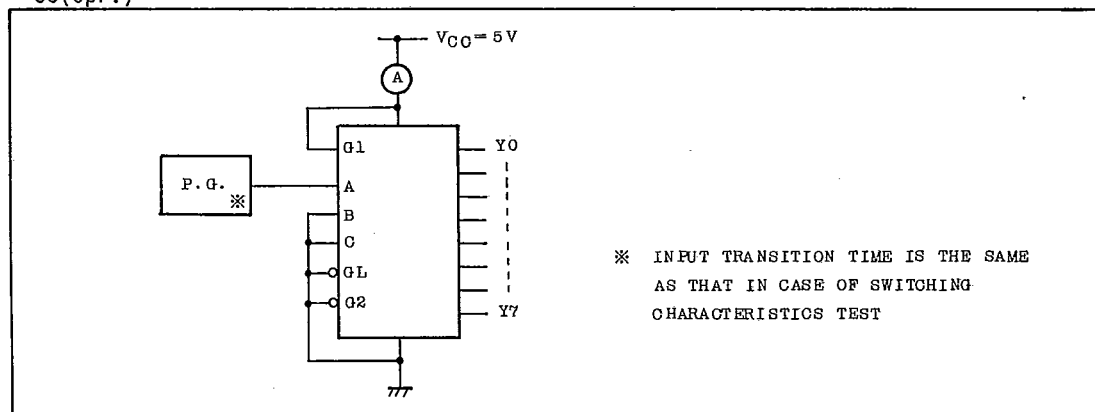 CC(opr.)
VCC=5V
A
G1
Y0
P.G.
※
A
B
C
GL
G2
Y7
※ INPUT TRANSITION TIME IS THE SAME
AS THAT IN CASE OF SWITCHING
CHARACTERISTICS TEST